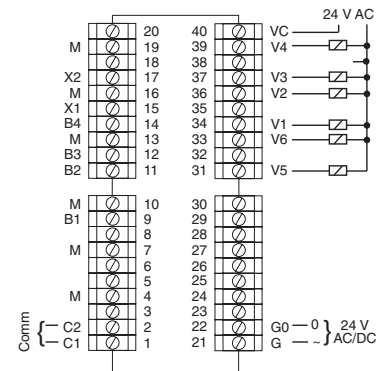 24 V AC
20 40 VC
M 19 39 V4
18 38
X2 17 37 V3
M 16 36 V2
X1 15 35
B4 14 34 V1
M 13 33 V6
B3 12 32
B2 11 31 V5
M 10 30
B1 9 29
8 28
M 7 27
6 26
5 25
M 4 24
3 23
Comm { C2 2 22 G0 0 } 24 V
C1 1 21 G ~ AC/DC